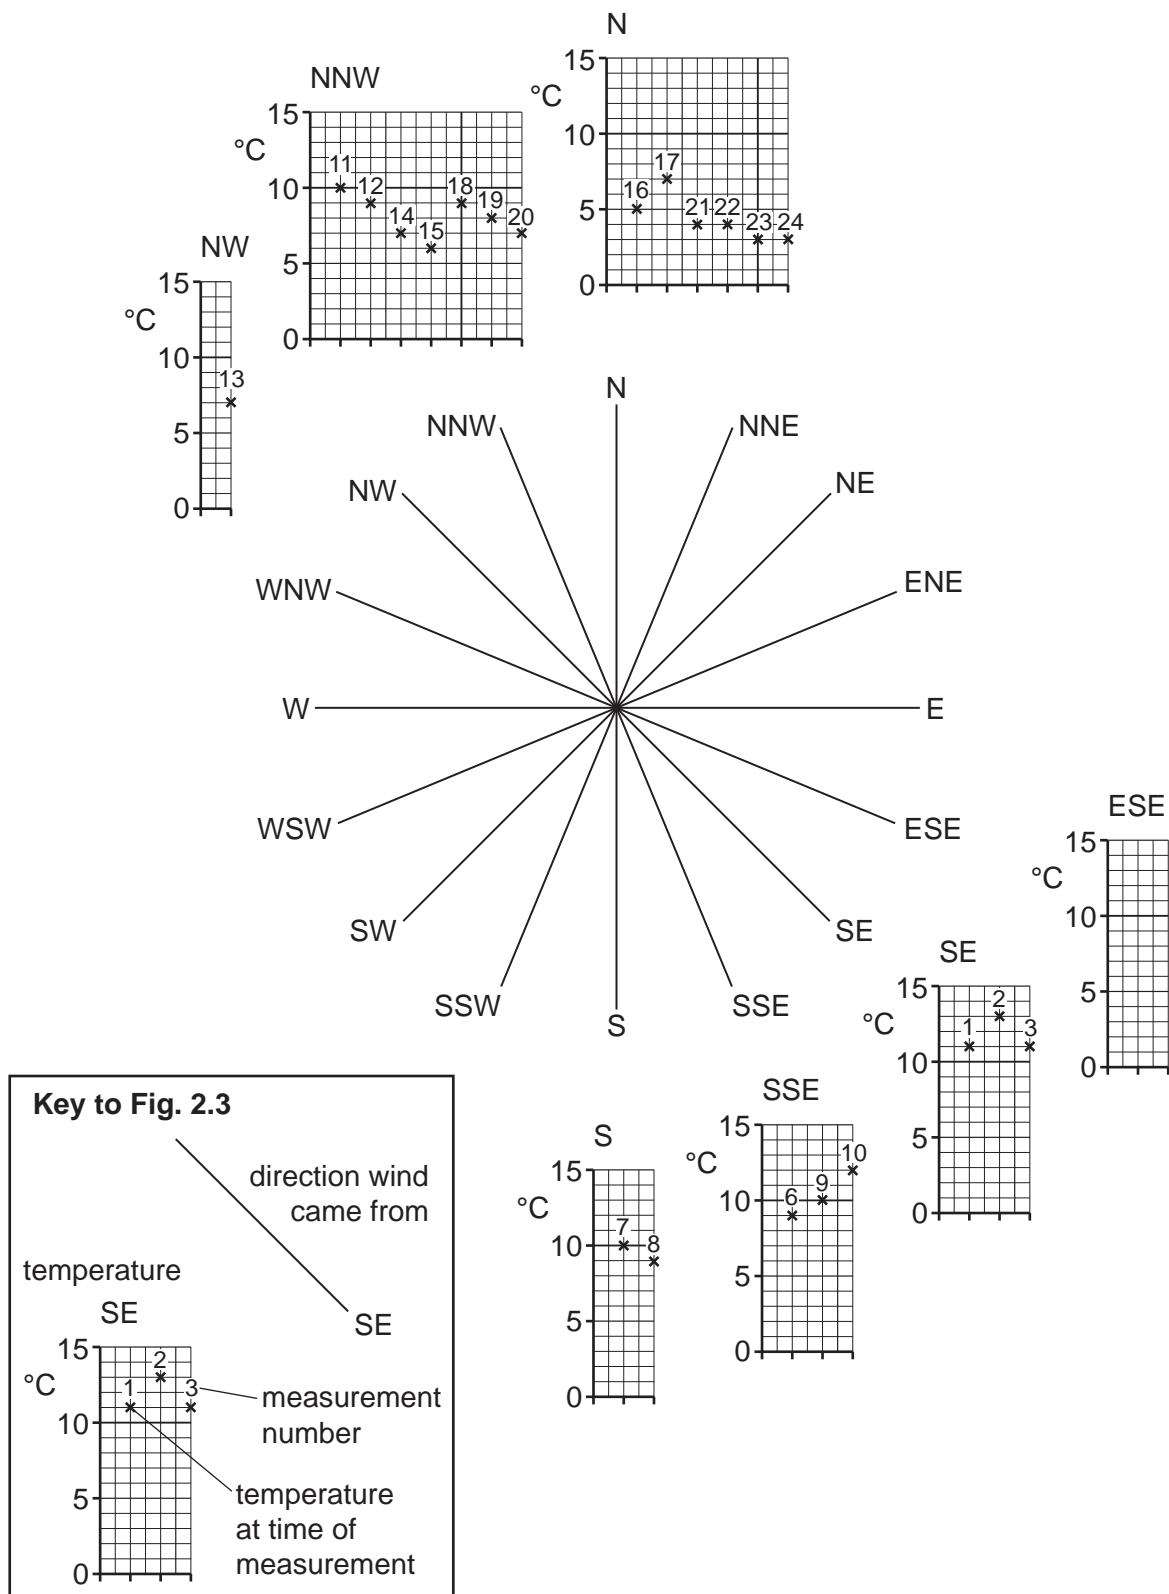 N
15
°C
10
5
0
16
17
21
22
23
24
NNW
15
°C
10
5
0
11
12
14
15
18
19
20
NW
15
°C
10
5
0
13
N
NNW
NNE
NW
NE
WNW
ENE
W
E
WSW
ESE
SW
SE
SSW
SSE
S
ESE
15
°C
10
5
0
SE
15
°C
10
5
0
1
2
3
SSE
15
°C
10
5
0
6
9
10
S
15
°C
10
5
0
7
8
Key to Fig. 2.3
direction wind
came from
SE
temperature
SE
15
°C
10
5
0
1
2
3
measurement
number
temperature
at time of
measurement